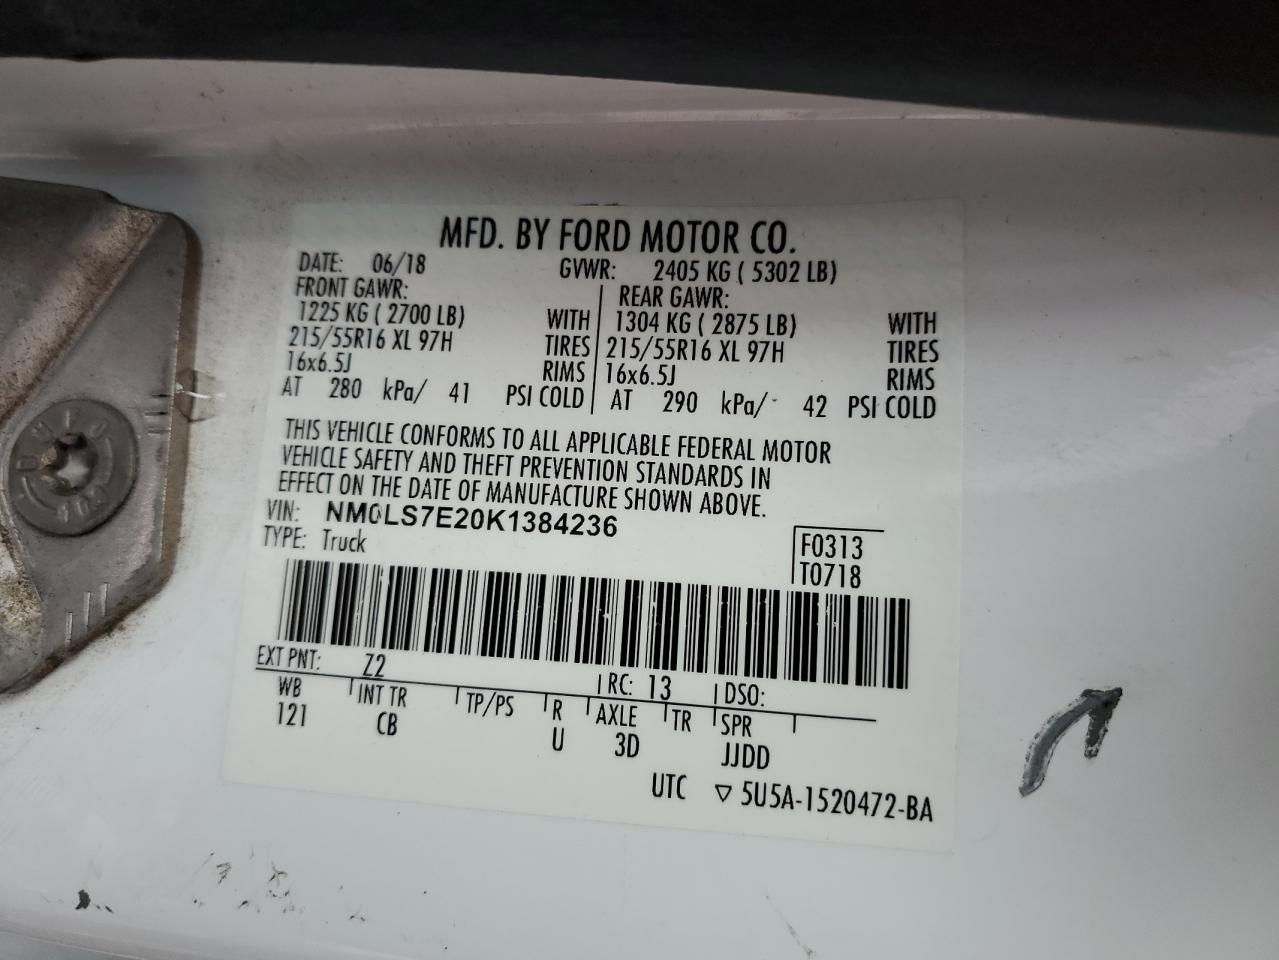 MFD. BY FORD MOTOR CO.
DATE: 06/18 GVWR: 2405 KG ( 5302 LB)
FRONT GAWR: REAR GAWR:
1225 KG ( 2700 LB) WITH 1304 KG ( 2875 LB) WITH
215/55R16 XL 97H TIRES 215/55R16 XL 97H TIRES
16x6.5J RIMS 16x6.5J RIMS
AT 280 kPa/ 41 PSI COLD AT 290 kPa/ 42 PSI COLD
THIS VEHICLE CONFORMS TO ALL APPLICABLE FEDERAL MOTOR
VEHICLE SAFETY AND THEFT PREVENTION STANDARDS IN
EFFECT ON THE DATE OF MANUFACTURE SHOWN ABOVE.
VIN: NM0LS7E20K1384236
TYPE: Truck
F0313
T0718
EXT PNT: Z2 RC: 13 DSO:
WB INT TR TP/PS R AXLE TR SPR
121 CB U 3D JJDD
UTC ▽ 5U5A-1520472-BA